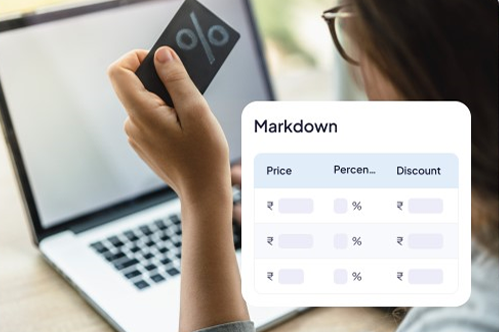 %
Markdown
Price Percen... Discount
₹ % ₹
₹ % ₹
₹ % ₹